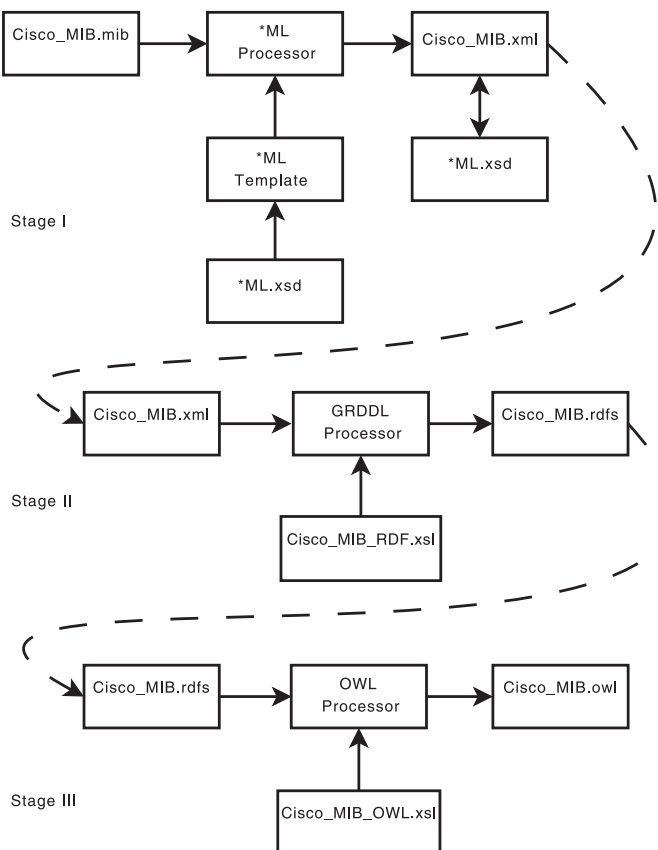 Cisco_MIB.mib
*ML
Processor
Cisco_MIB.xml
*ML
Template
*ML.xsd
Stage I
*ML.xsd
Cisco_MIB.xml
GRDDL
Processor
Cisco_MIB.rdfs
Stage II
Cisco_MIB_RDF.xsl
Cisco_MIB.rdfs
OWL
Processor
Cisco_MIB.owl
Stage III
Cisco_MIB_OWL.xsl